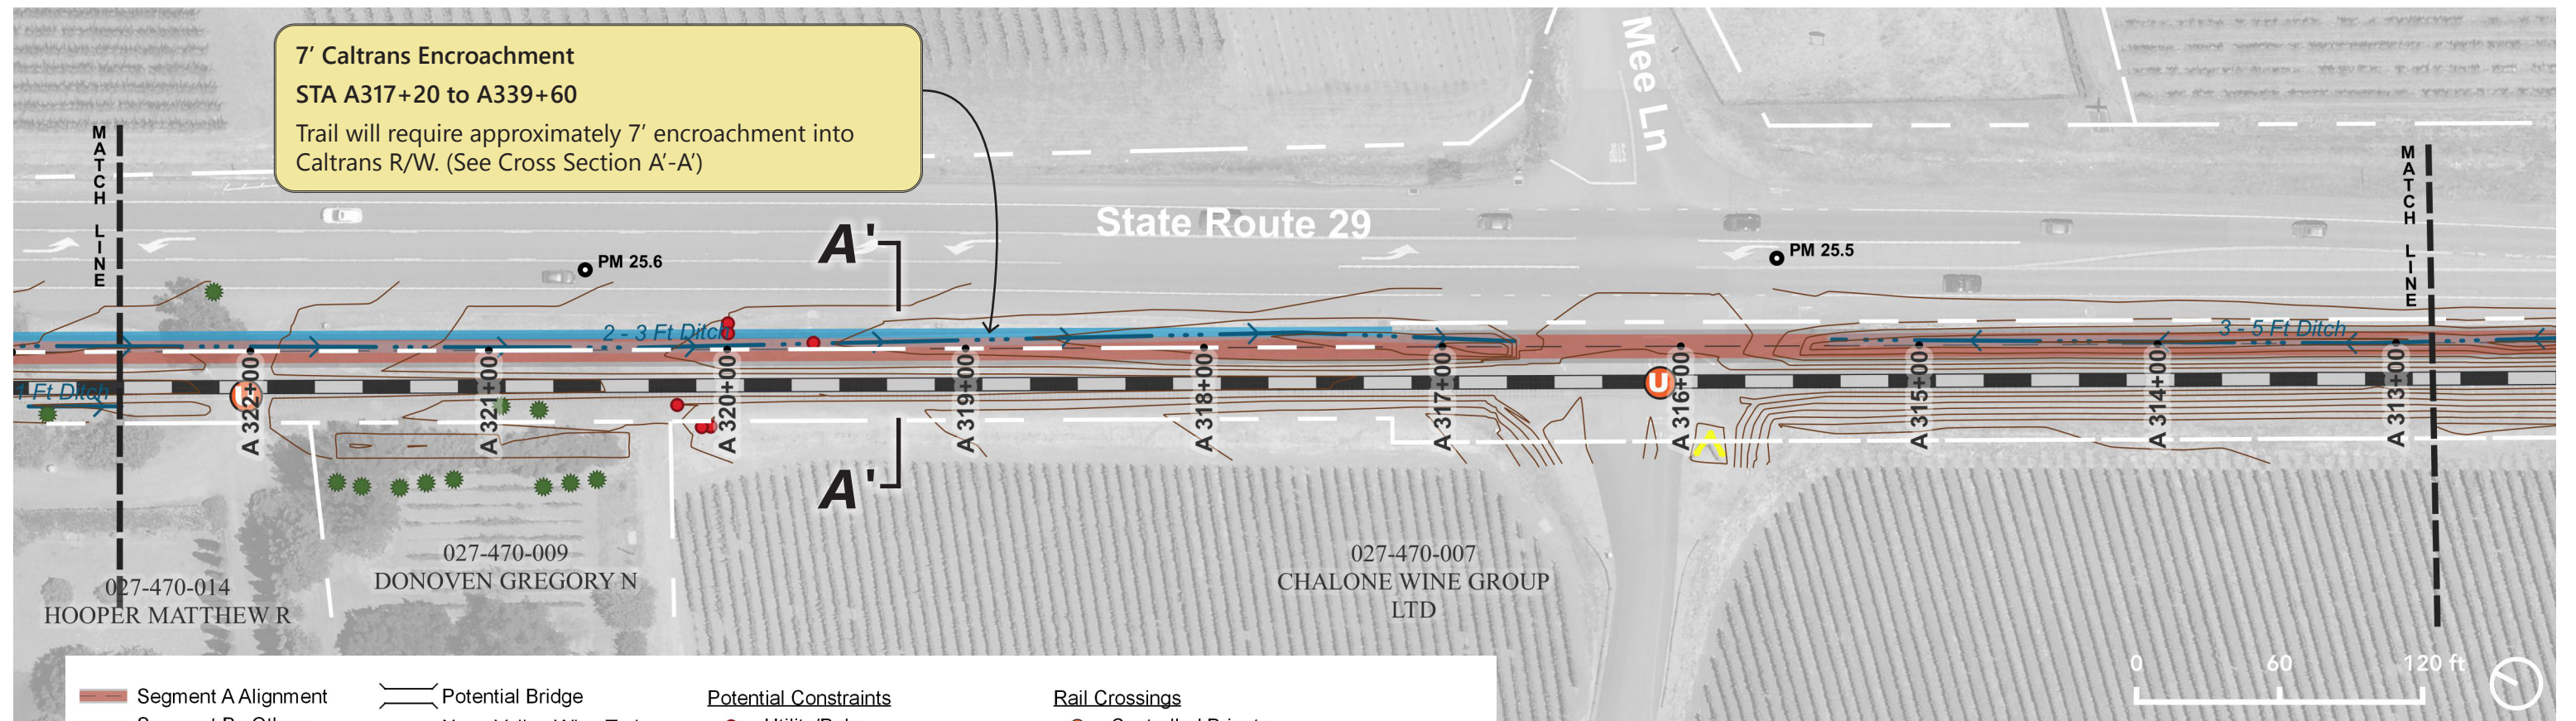 7’ Caltrans Encroachment
STA A317+20 to A339+60
Trail will require approximately 7’ encroachment into
Caltrans R/W. (See Cross Section A’-A’)
Mee Ln
MATCH LINE
MATCH LINE
State Route 29
A'
PM 25.6
PM 25.5
2 - 3 Ft Ditch
3 - 5 Ft Ditch
1 Ft Ditch
A 322+00
A 321+00
A 320+00
A 319+00
A 318+00
A 317+00
A 316+00
A 315+00
A 314+00
A 313+00
U
U
A'
027-470-014
HOOPER MATTHEW R
027-470-009
DONOVEN GREGORY N
027-470-007
CHALONE WINE GROUP
LTD
0 60 120 ft
Segment A Alignment
Potential Bridge
Potential Constraints
Rail Crossings